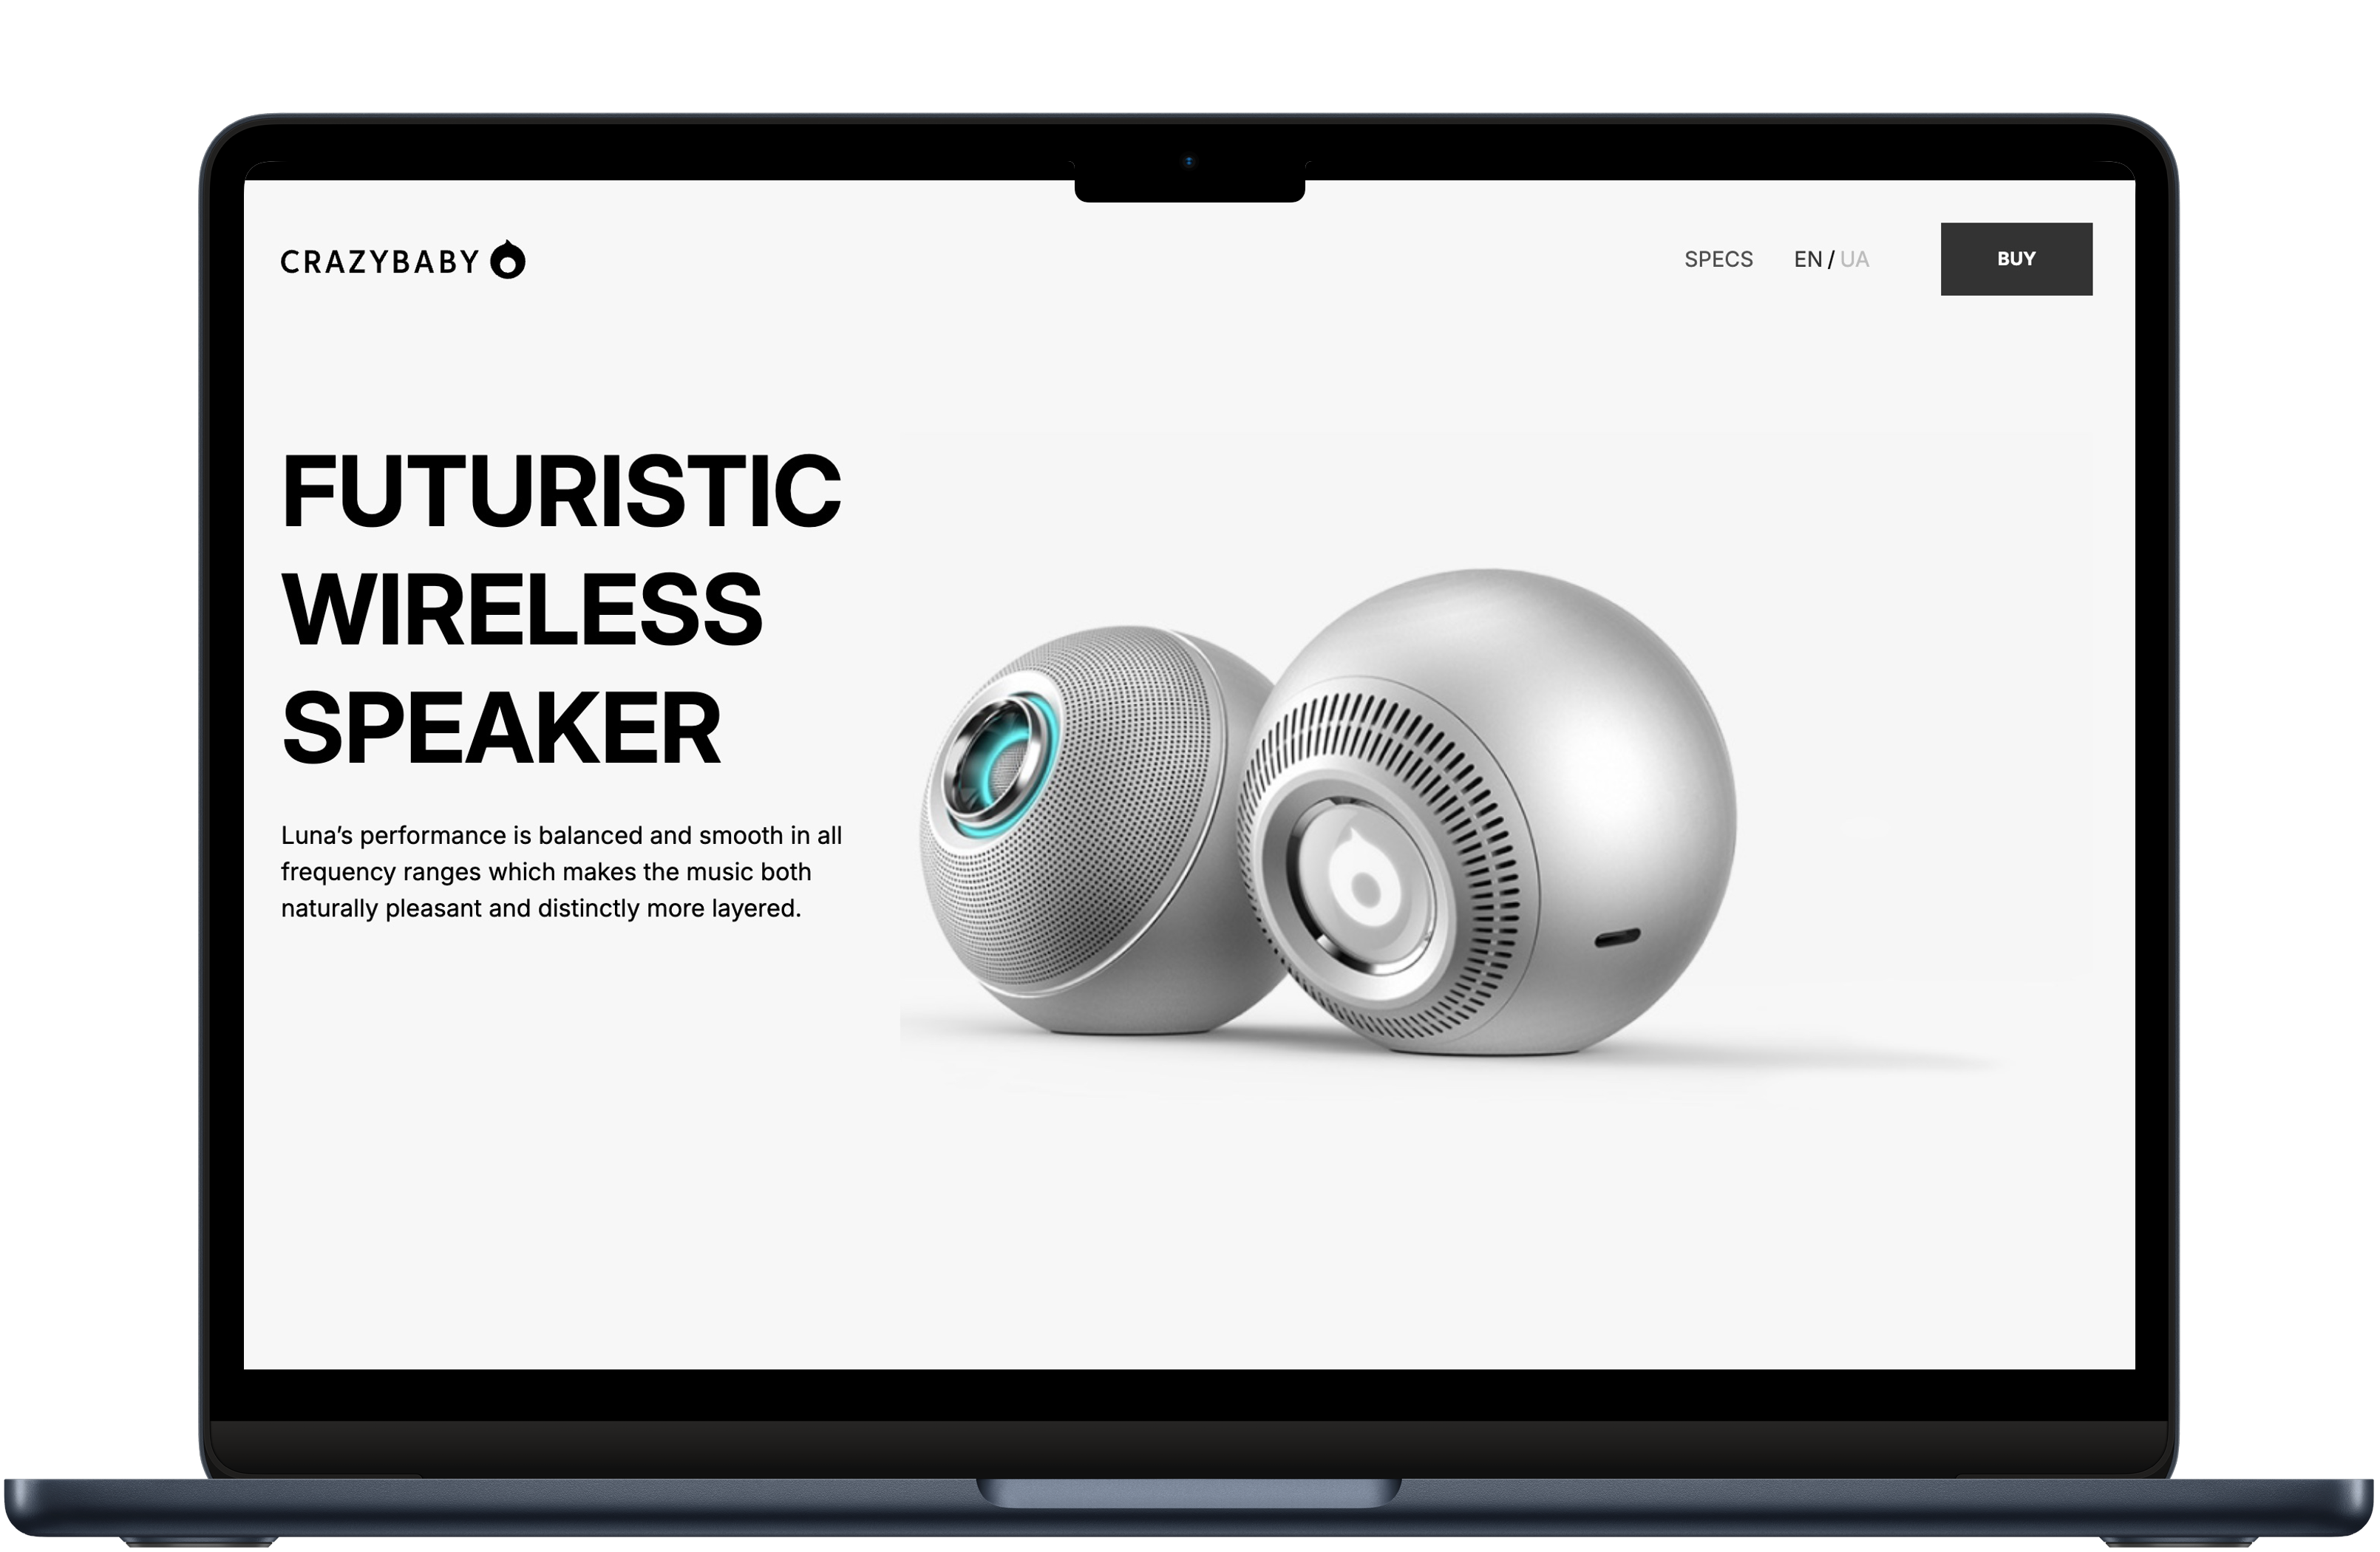 CRAZYBABY
SPECS
EN / UA
BUY
FUTURISTIC
WIRELESS
SPEAKER
Luna’s performance is balanced and smooth in all
frequency ranges which makes the music both
naturally pleasant and distinctly more layered.